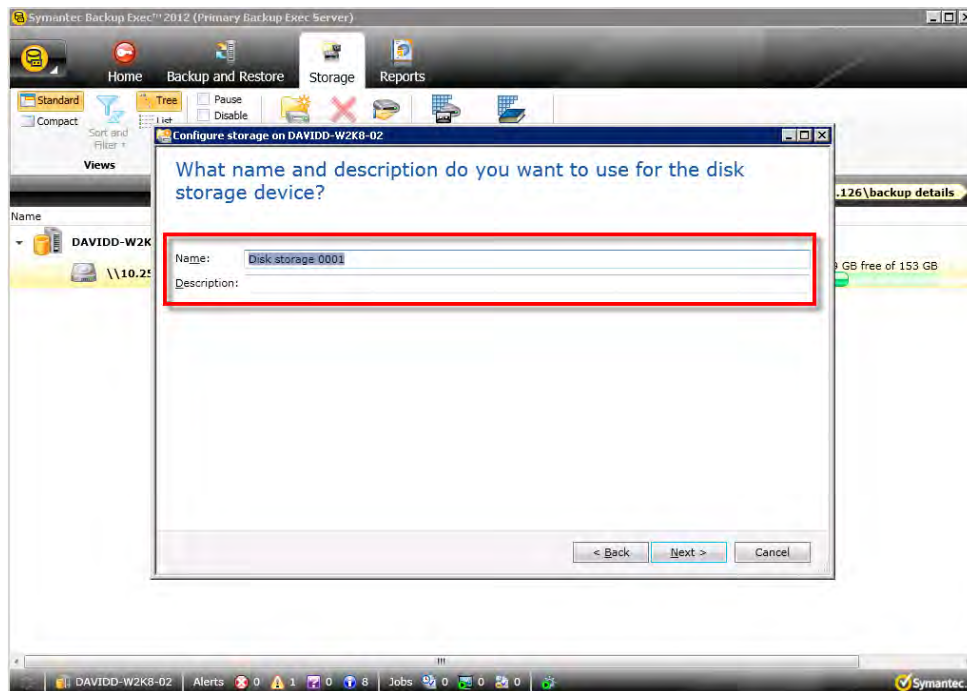 Symantec Backup Exec™ 2012 (Primary Backup Exec Server)
Home
Backup and Restore
Storage
Reports
Standard
Compact
Sort and
Filter
Views
Tree
List
Pause
Disable
Configure storage on DAVIDD-W2K8-02
What name and description do you want to use for the disk
storage device?
.126\backup details
Name
DAVIDD-W2K
\\10.25
GB free of 153 GB
Name: Disk storage 0001
Description:
< Back
Next >
Cancel
DAVIDD-W2K8-02 Alerts 0 1 0 8 Jobs 0 0 0
Symantec.